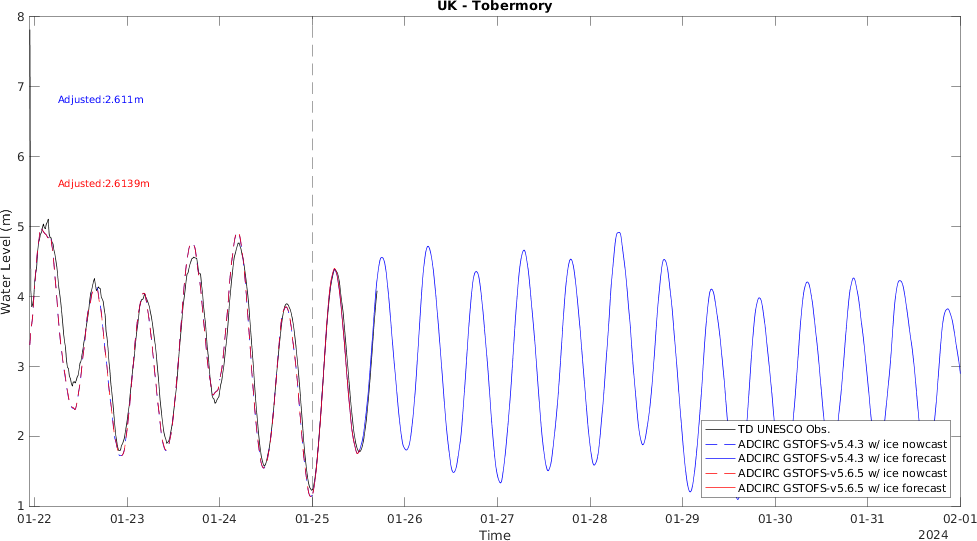 UK - Tobermory
8
7
6
5
4
3
2
1
Water Level (m)
Adjusted:2.611m
Adjusted:2.6139m
TD UNESCO Obs.
ADCIRC GSTOFS-v5.4.3 w/ ice nowcast
ADCIRC GSTOFS-v5.4.3 w/ ice forecast
ADCIRC GSTOFS-v5.6.5 w/ ice nowcast
ADCIRC GSTOFS-v5.6.5 w/ ice forecast
01-22 01-23 01-24 01-25 01-26 01-27 01-28 01-29 01-30 01-31 02-01
Time
2024